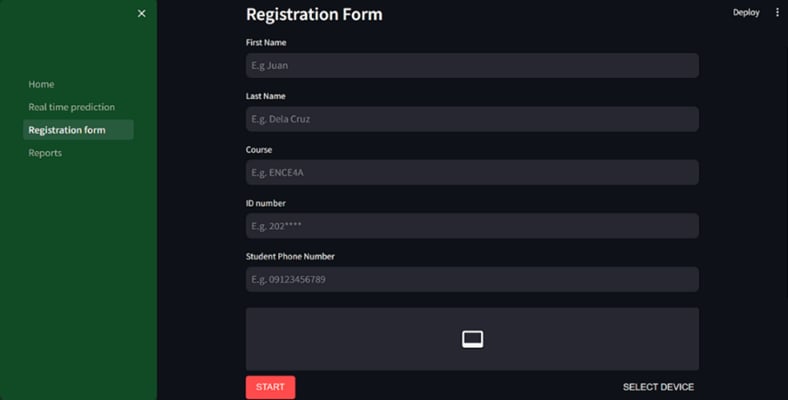 Home
Real time prediction
Registration form
Reports
Deploy
Registration Form
First Name
E.g Juan
Last Name
E.g. Dela Cruz
Course
E.g. ENCE4A
ID number
E.g. 202****
Student Phone Number
E.g. 09123456789
START
SELECT DEVICE